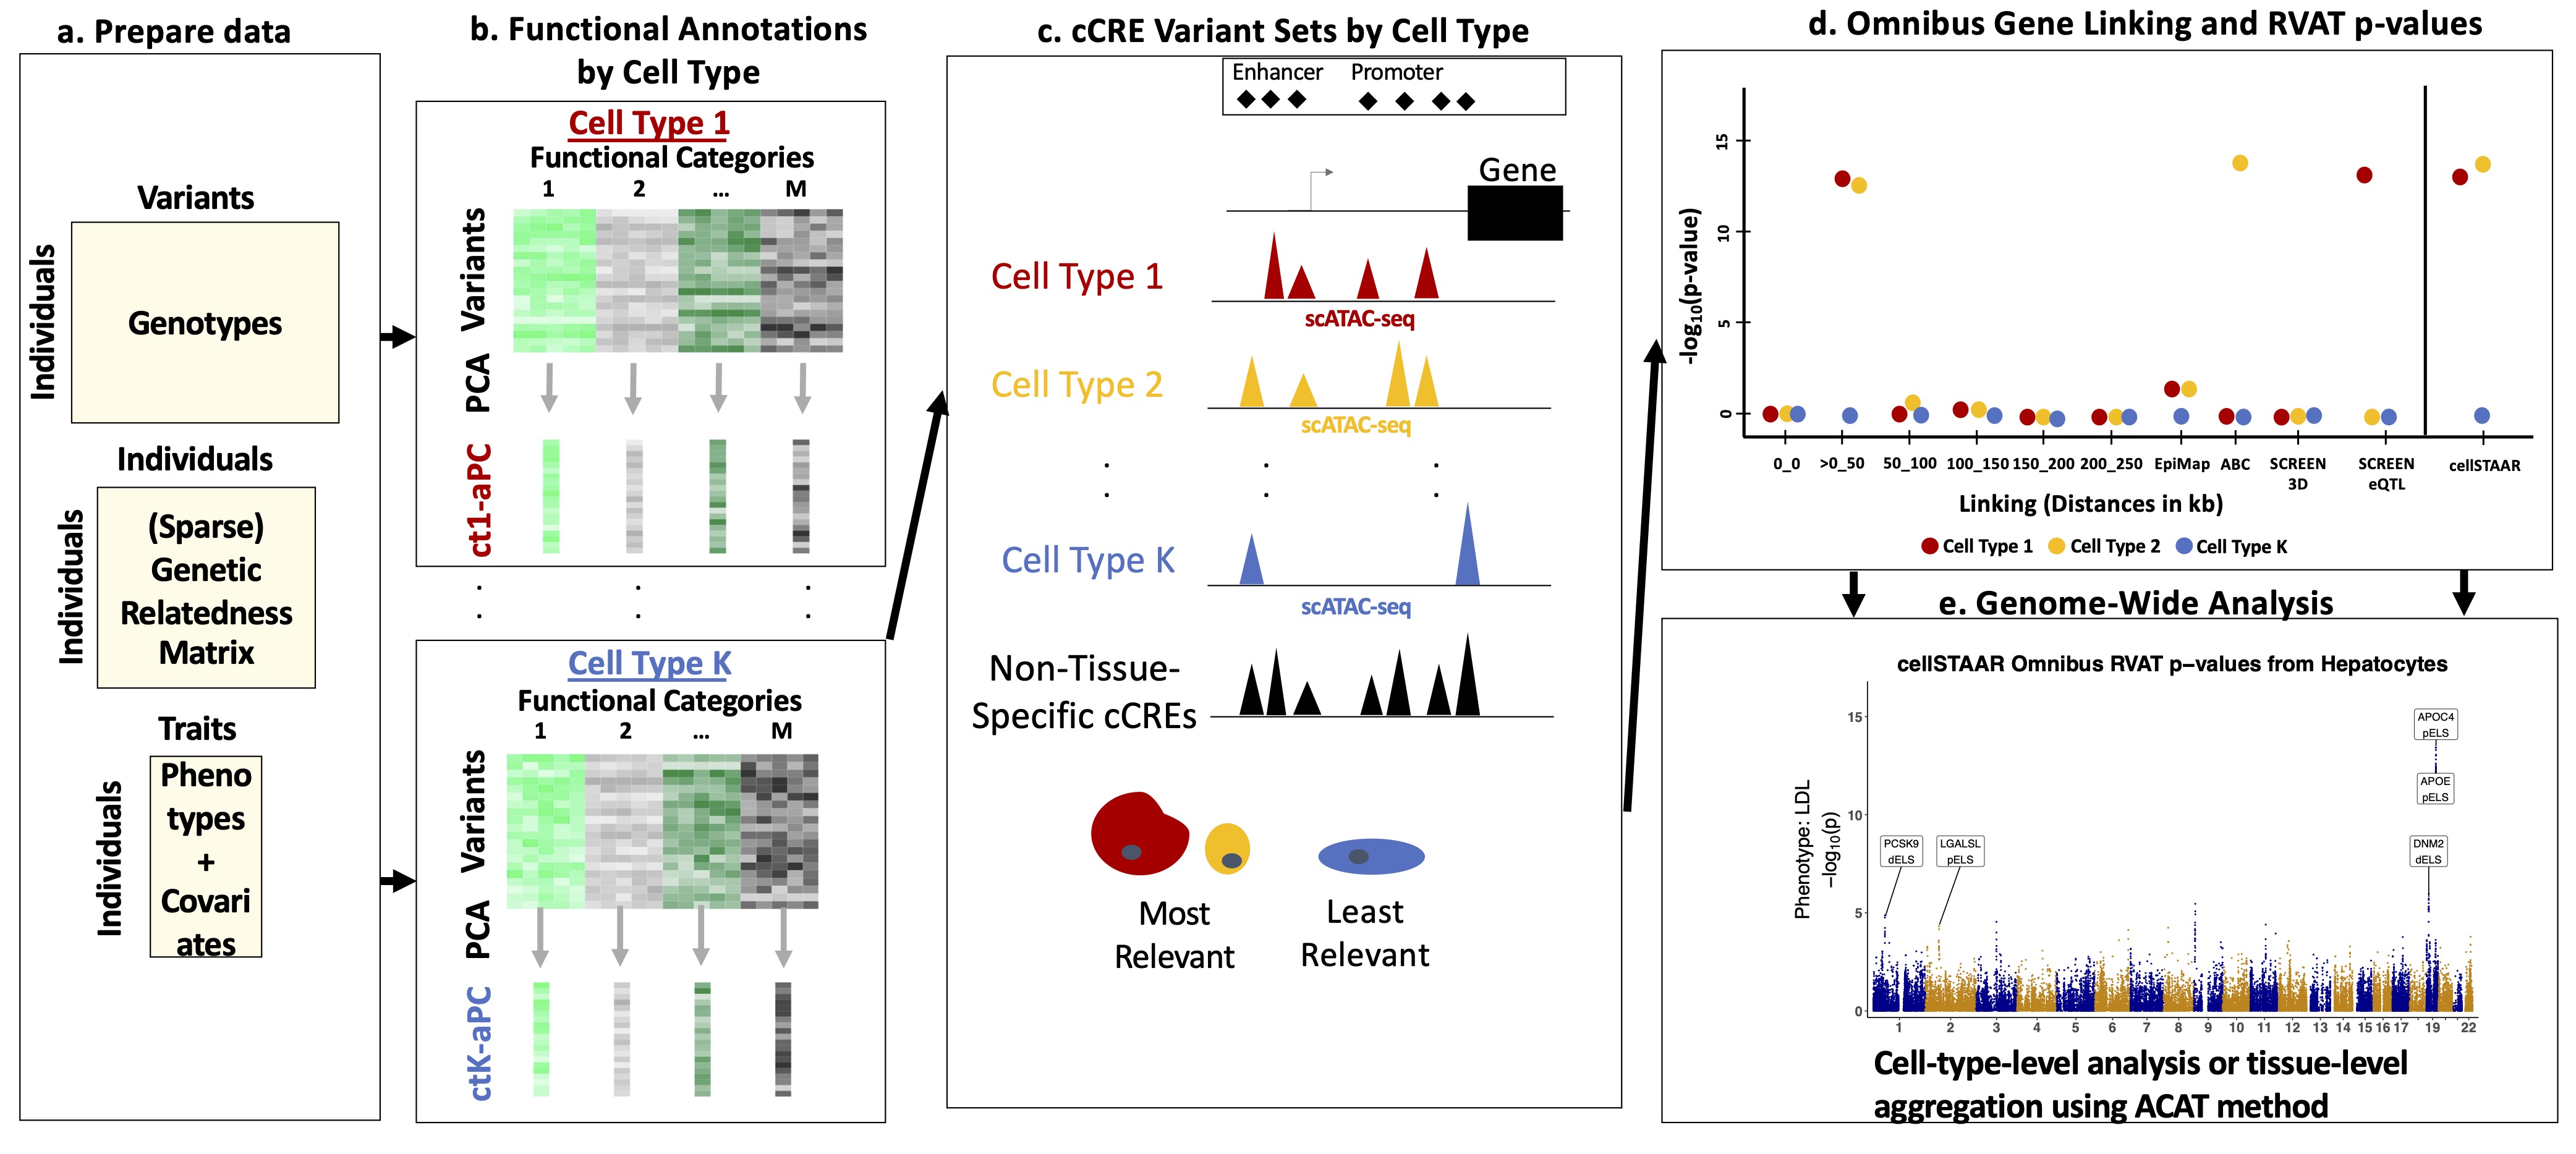 a. Prepare data
Variants
Individuals
Genotypes
Individuals
Individuals
(Sparse)
Genetic
Relatedness
Matrix
Traits
Individuals
Pheno
types
+
Covari
ates
b. Functional Annotations
by Cell Type
Cell Type 1
Functional Categories
1 2 ... M
Variants
PCA
ct1-aPC
. . .
. . .
Cell Type K
Functional Categories
1 2 ... M
Variants
PCA
ctK-aPC
c. cCRE Variant Sets by Cell Type
Enhancer Promoter
Gene
Cell Type 1
scATAC-seq
Cell Type 2
scATAC-seq
. . .
. . .
Cell Type K
scATAC-seq
Non-Tissue-
Specific cCREs
Most
Relevant
Least
Relevant
d. Omnibus Gene Linking and RVAT p-values
-log10(p-value)
15
10
5
0
0_0 >0_50 50_100 100_150 150_200 200_250 EpiMap ABC SCREEN
3D
SCREEN
eQTL
cellSTAAR
Linking (Distances in kb)
Cell Type 1 Cell Type 2 Cell Type K
e. Genome-Wide Analysis
cellSTAAR Omnibus RVAT p−values from Hepatocytes
Phenotype: LDL
−log10(p)
15
10
5
0
APOC4
pELS
APOE
pELS
PCSK9
dELS
LGALSL
pELS
DNM2
dELS
1 2 3 4 5 6 7 8 9 10 11 12 13 14 15 16 17 19 22
Cell-type-level analysis or tissue-level
aggregation using ACAT method